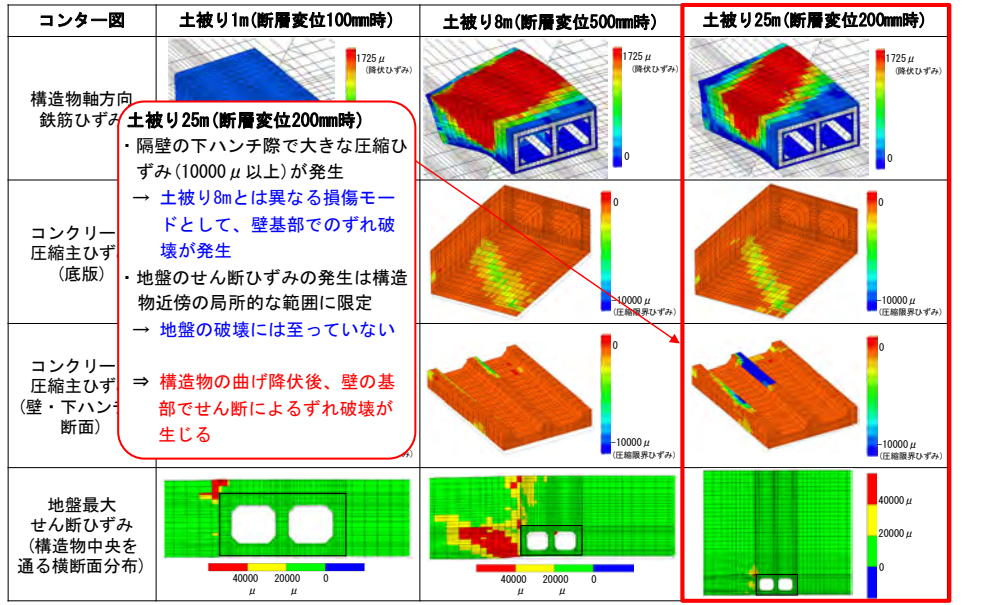 コンター図
土被り1m(断層変位100mm時)
土被り8m(断層変位500mm時)
土被り25m(断層変位200mm時)
構造物軸方向
鉄筋ひずみ
1725μ
(降伏ひずみ)
1725μ
(降伏ひずみ)
0
1725μ
(降伏ひずみ)
0
土被り25m(断層変位200mm時)
・隔壁の下ハンチ際で大きな圧縮ひ
ずみ(10000μ以上)が発生
→ 土被り8mとは異なる損傷モー
ドとして、壁基部でのずれ破
壊が発生
・地盤のせん断ひずみの発生は構造
物近傍の局所的な範囲に限定
→ 地盤の破壊には至っていない
⇒ 構造物の曲げ降伏後、壁の基
部でせん断によるずれ破壊が
生じる
コンクリー
圧縮主ひず
(底版)
0
-10000μ
(圧縮限界ひずみ)
0
-10000μ
(圧縮限界ひずみ)
コンクリー
圧縮主ひず
(壁・下ハンチ
断面)
0
-10000μ
(圧縮限界ひずみ)
0
-10000μ
(圧縮限界ひずみ)
地盤最大
せん断ひずみ
(構造物中央を
通る横断面分布)
40000 20000 0
μ μ
40000 20000 0
μ μ
40000μ
20000μ
0